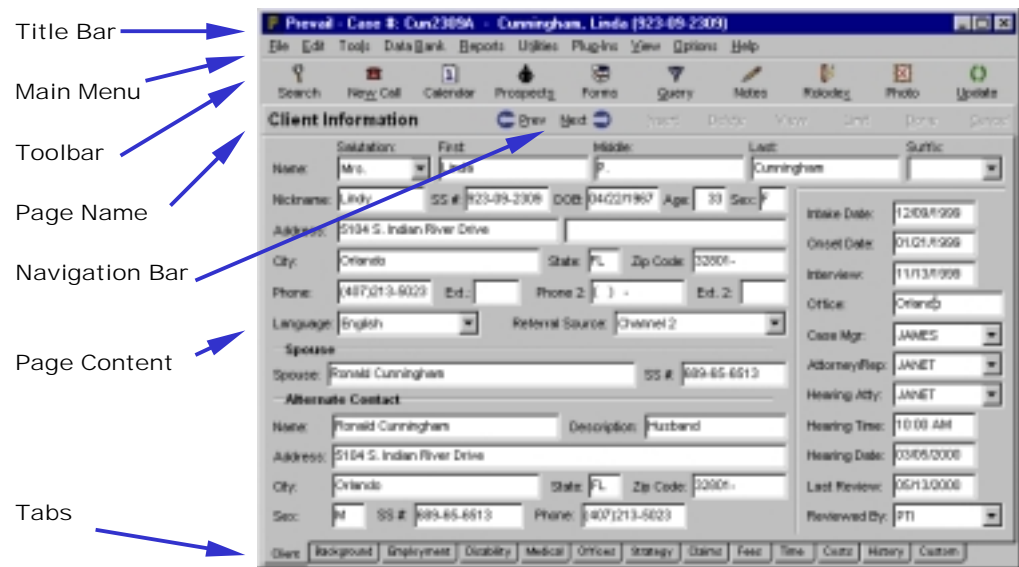 Title Bar
Main Menu
Toolbar
Page Name
Navigation Bar
Page Content
Tabs
Prevail - Case #: Cun2309A - Cunningham, Linda (923-09-2309)
File Edit Tools Data Bank Reports Utilities Plug-Ins View Options Help
Search New Call Calendar Prospects Forms Query Notes Rolodex Photo Update
Client Information Prev Next Insert Delete View Undo Done Cancel
Salutation: First: Middle: Last: Suffix:
Name: Mrs. Linda P. Cunningham
Nickname: Lindy SS #: 923-09-2309 DOB: 04/22/1967 Age: 33 Sex: F
Intake Date: 12/09/1999
Address: 5104 S. Indian River Drive
Onset Date: 01/21/1999
City: Orlando State: FL Zip Code: 32801-
Interview: 11/13/1999
Phone: (407)213-5023 Ext.: Phone 2: ( ) - Ext. 2:
Office: Orlando
Language: English Referral Source: Channel 2
Case Mgr: JAMES
Spouse
Spouse: Ronald Cunningham SS #: 689-65-6513
Attorney/Rep: JANET
Alternate Contact
Hearing Atty: JANET
Name: Ronald Cunningham Description: Husband
Hearing Time: 10:00 AM
Address: 5104 S. Indian River Drive
Hearing Date: 03/05/2000
City: Orlando State: FL Zip Code: 32801-
Last Review: 05/13/2000
Sex: M SS #: 689-65-6513 Phone: (407)213-5023
Reviewed By: PTI
Client Background Employment Disability Medical Offices Strategy Claims Fees Time Costs History Custom